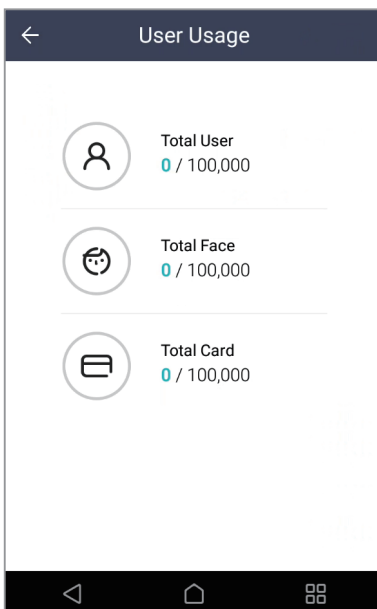 User Usage
Total User
0 / 100,000
Total Face
0 / 100,000
Total Card
0 / 100,000